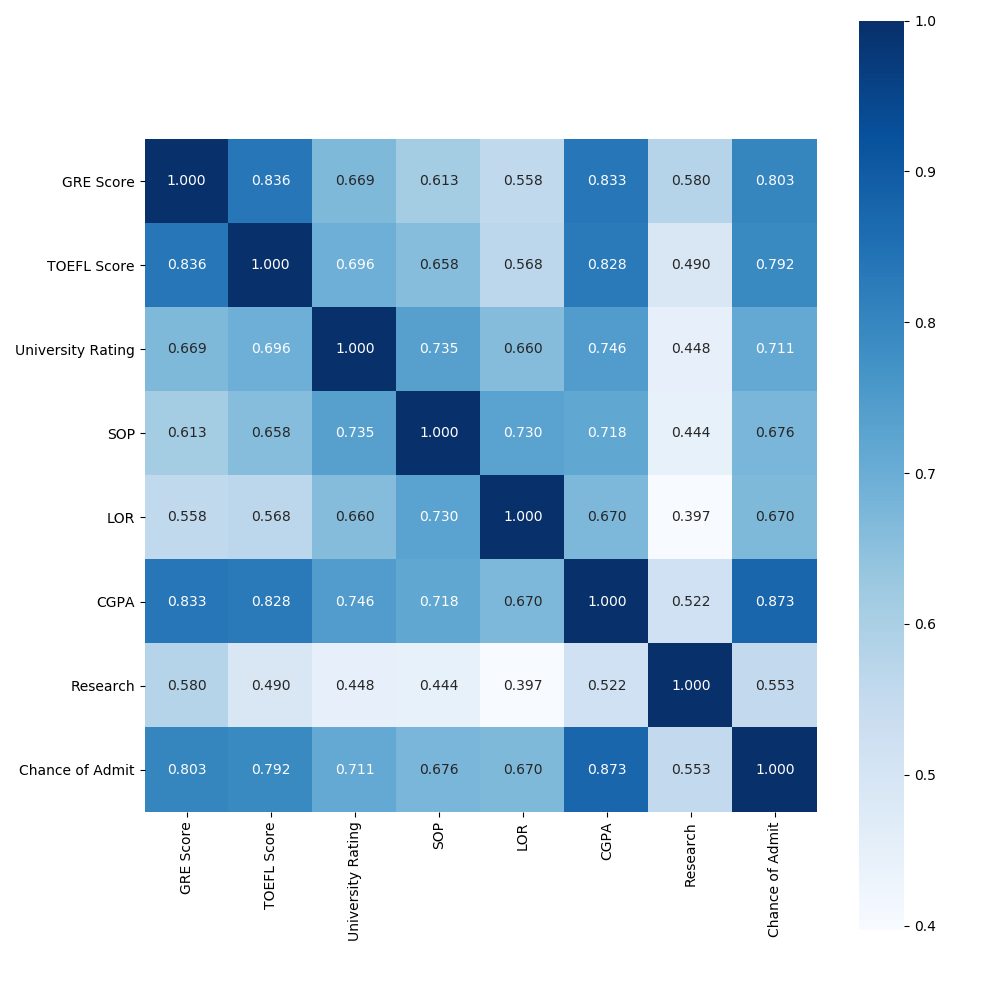 GRE Score 1.000 0.836 0.669 0.613 0.558 0.833 0.580 0.803
TOEFL Score 0.836 1.000 0.696 0.658 0.568 0.828 0.490 0.792
University Rating 0.669 0.696 1.000 0.735 0.660 0.746 0.448 0.711
SOP 0.613 0.658 0.735 1.000 0.730 0.718 0.444 0.676
LOR 0.558 0.568 0.660 0.730 1.000 0.670 0.397 0.670
CGPA 0.833 0.828 0.746 0.718 0.670 1.000 0.522 0.873
Research 0.580 0.490 0.448 0.444 0.397 0.522 1.000 0.553
Chance of Admit 0.803 0.792 0.711 0.676 0.670 0.873 0.553 1.000
GRE Score
TOEFL Score
University Rating
SOP
LOR
CGPA
Research
Chance of Admit
1.0
0.9
0.8
0.7
0.6
0.5
0.4